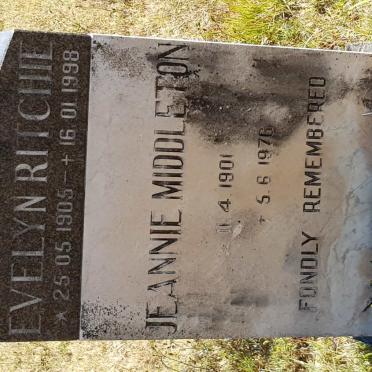 EVELYN RITCHIE
★ 25 05 1905 — + 16 01 1998
JEANNIE MIDDLETON
1 4 1901
+ 5 6 1976
FONDLY REMEMBERED